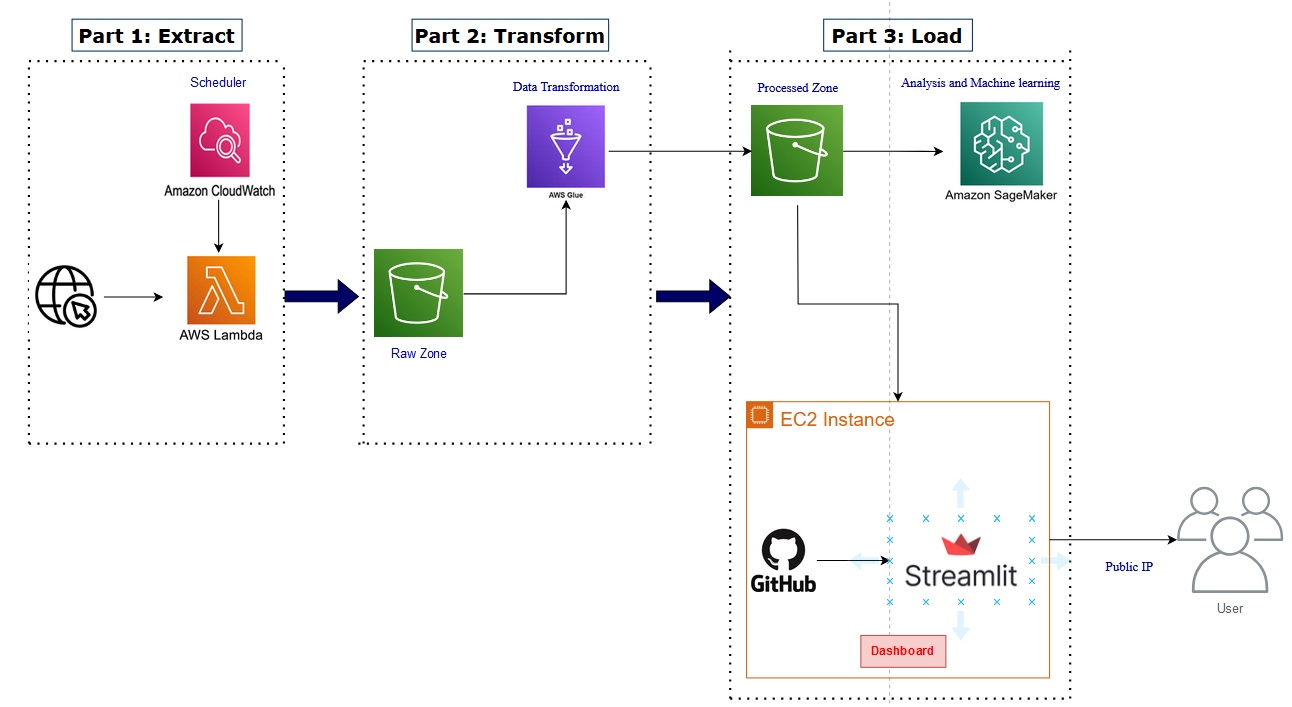 Part 1: Extract
Part 2: Transform
Part 3: Load
Scheduler
Amazon CloudWatch
AWS Lambda
Data Transformation
AWS Glue
Raw Zone
Processed Zone
Analysis and Machine learning
Amazon SageMaker
EC2 Instance
GitHub
Streamlit
Dashboard
Public IP
User